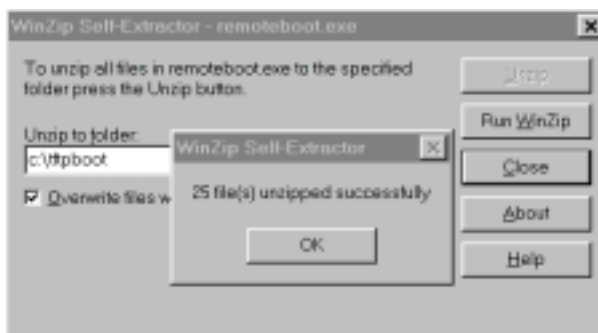 WinZip Self-Extractor - remoteboot.exe
To unzip all files in remoteboot.exe to the specified
folder press the Unzip button.
Unzip to folder:
c:\tftpboot
Overwrite files w
Unzip
Run WinZip
Close
About
Help
WinZip Self-Extractor
25 file(s) unzipped successfully
OK